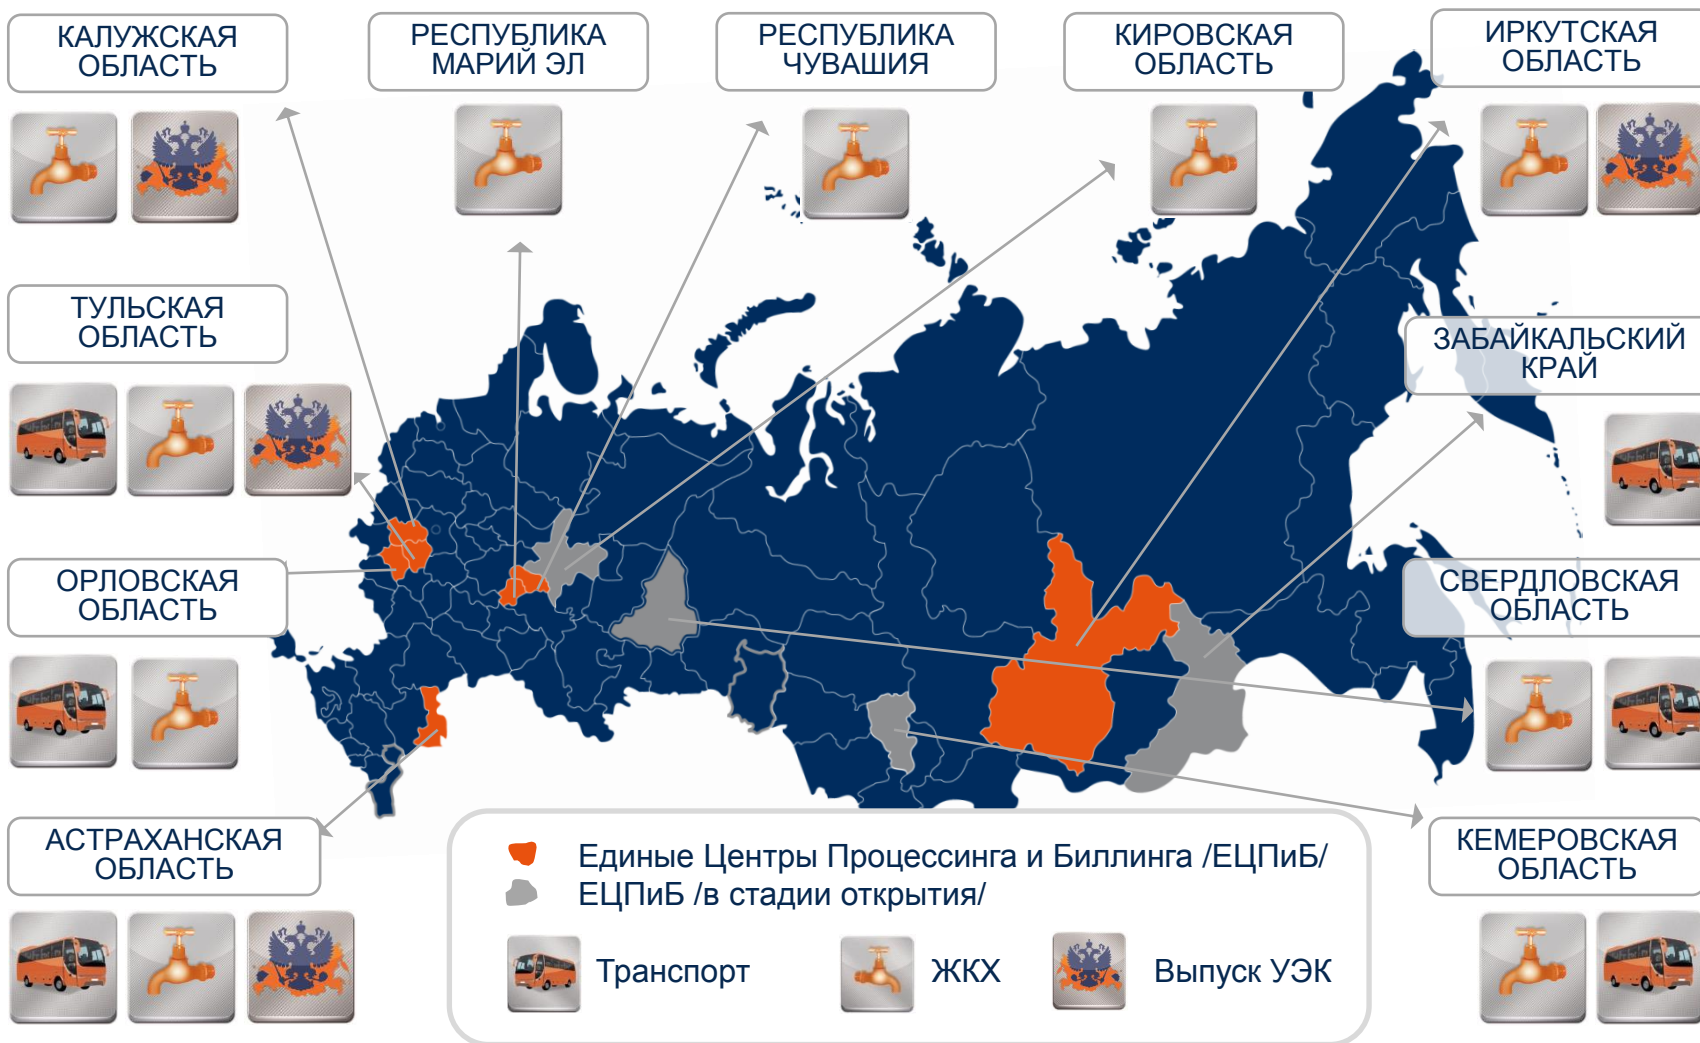 КАЛУЖСКАЯ
ОБЛАСТЬ
РЕСПУБЛИКА
МАРИЙ ЭЛ
РЕСПУБЛИКА
ЧУВАШИЯ
КИРОВСКАЯ
ОБЛАСТЬ
ИРКУТСКАЯ
ОБЛАСТЬ
ТУЛЬСКАЯ
ОБЛАСТЬ
ЗАБАЙКАЛЬСКИЙ
КРАЙ
ОРЛОВСКАЯ
ОБЛАСТЬ
СВЕРДЛОВСКАЯ
ОБЛАСТЬ
АСТРАХАНСКАЯ
ОБЛАСТЬ
КЕМЕРОВСКАЯ
ОБЛАСТЬ
Единые Центры Процессинга и Биллинга /ЕЦПиБ/
ЕЦПиБ /в стадии открытия/
Транспорт
ЖКХ
Выпуск УЭК